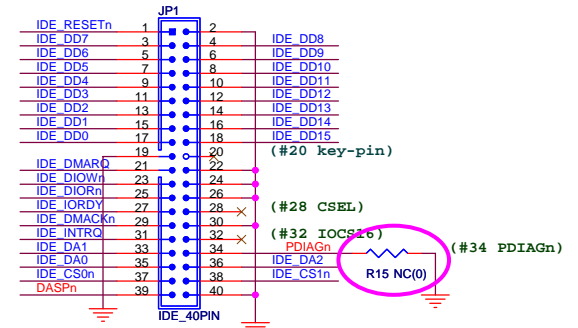 JP1
IDE_RESETn 1 2
IDE_DD7 3 4 IDE_DD8
IDE_DD6 5 6 IDE_DD9
IDE_DD5 7 8 IDE_DD10
IDE_DD4 9 10 IDE_DD11
IDE_DD3 11 12 IDE_DD12
IDE_DD2 13 14 IDE_DD13
IDE_DD1 15 16 IDE_DD14
IDE_DD0 17 18 IDE_DD15
19 20 (#20 key-pin)
IDE_DMARQ 21 22
IDE_DIOWn 23 24
IDE_DIORn 25 26
IDE_IORDY 27 28 (#28 CSEL)
IDE_DMACKn 29 30
IDE_INTRQ 31 32 (#32 IOCS16)
IDE_DA1 33 34 PDIAGn (#34 PDIAGn)
IDE_DA0 35 36 IDE_DA2
IDE_CS0n 37 38 IDE_CS1n
R15 NC(0)
DASPn 39 40
IDE_40PIN